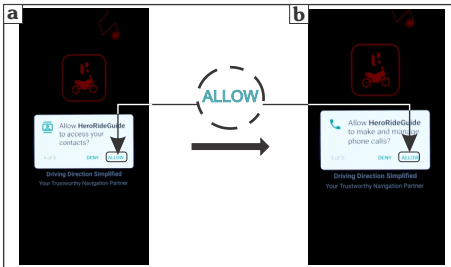 a
Allow HeroRideGuide
to access your
contacts?
DENY ALLOW
Driving Direction Simplified
Your Trustworthy Navigation Partner
ALLOW
b
Allow HeroRideGuide
to make and manage
phone calls?
DENY ALLOW
Driving Direction Simplified
Your Trustworthy Navigation Partner